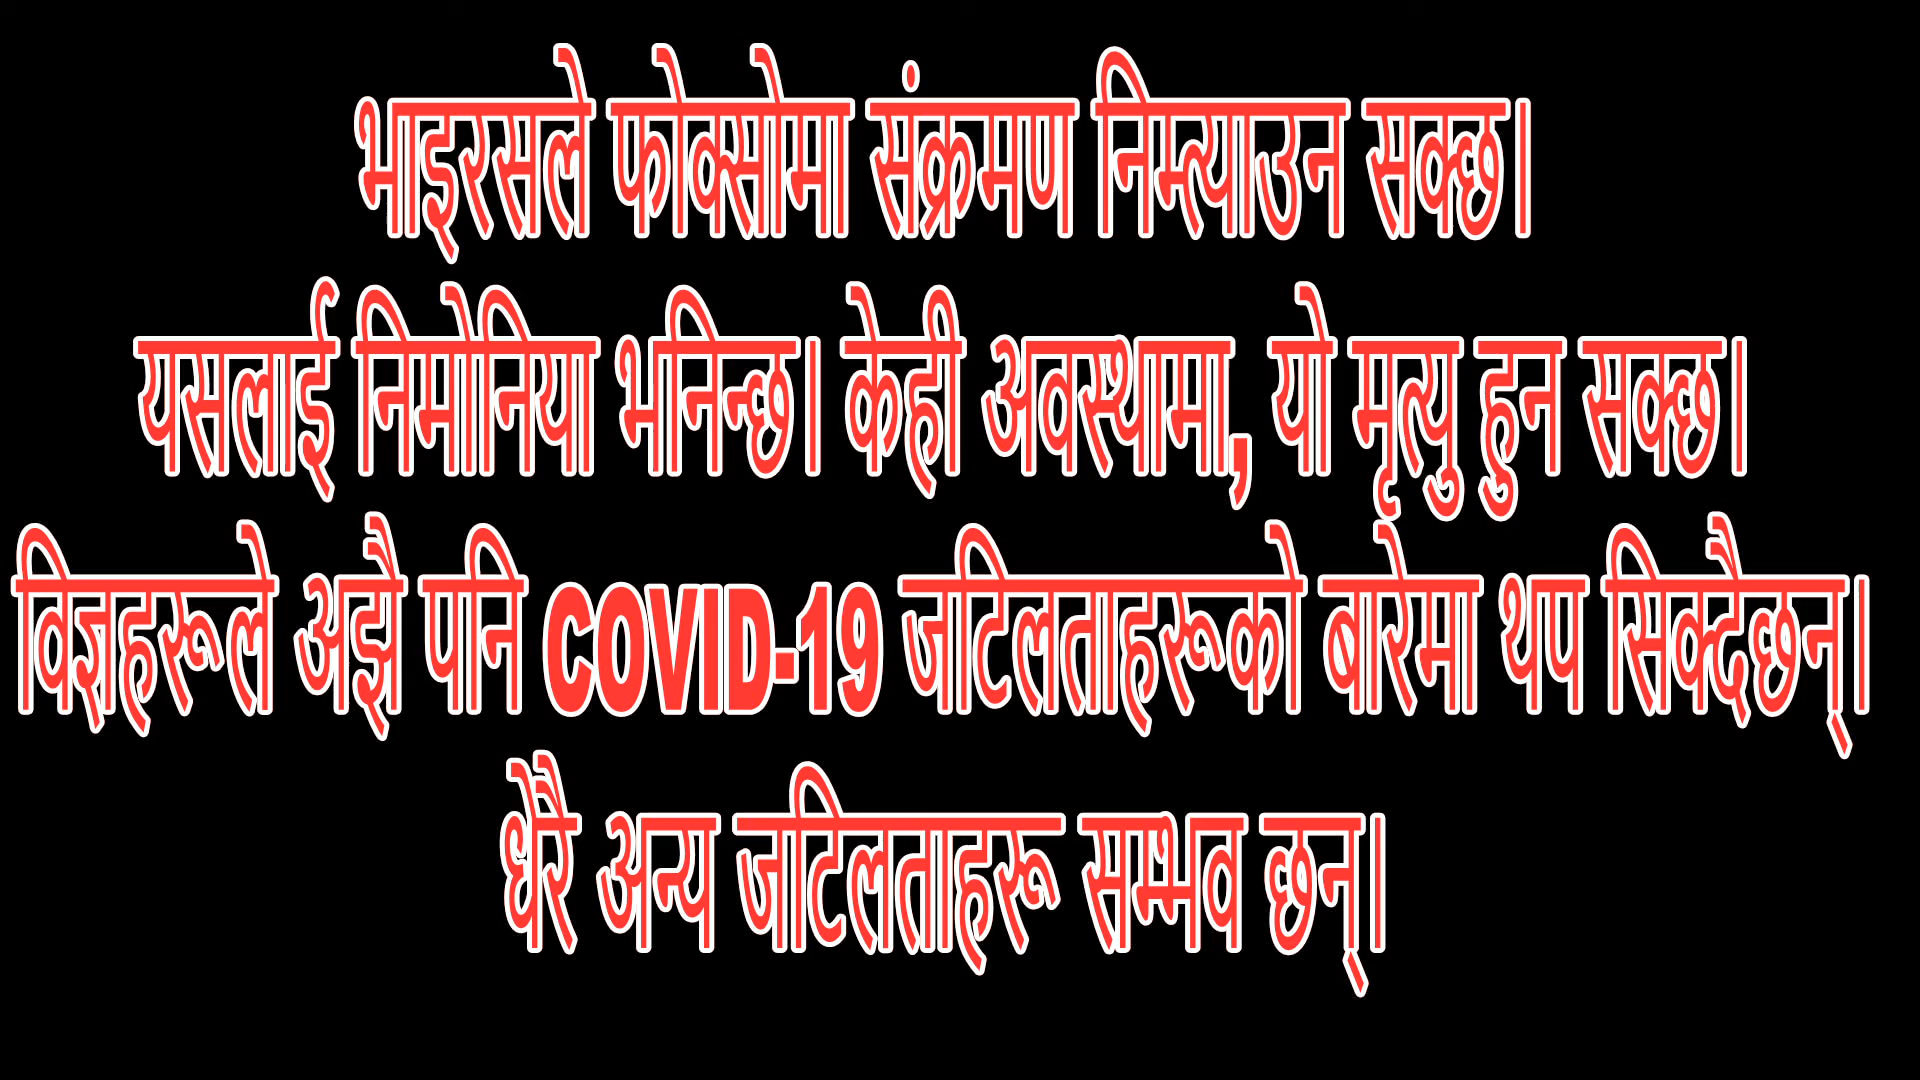 भाइरसले फोक्सोमा संक्रमण निम्त्याउन सक्छ।
यसलाई निमोनिया भनिन्छ। केही अवस्थामा, यो मृत्यु हुन सक्छ।
विज्ञहरूले अझै पनि COVID-19 जटिलताहरूको बारेमा थप सिक्दैछन्।
धेरै अन्य जटिलताहरू सम्भव छन्।